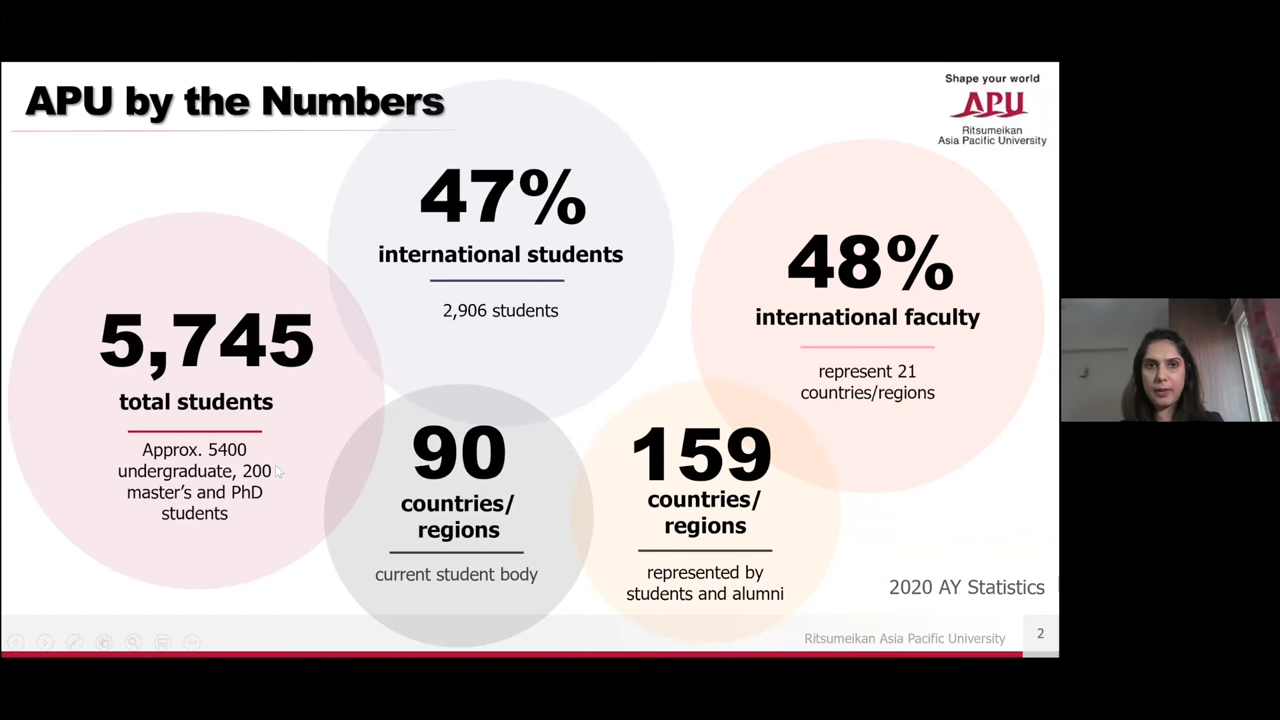 APU by the Numbers
Shape your world
APU
Ritsumeikan
Asia Pacific University
47%
international students
2,906 students
48%
international faculty
represent 21
countries/regions
5,745
total students
Approx. 5400
undergraduate, 200
master's and PhD
students
90
countries/
regions
current student body
159
countries/
regions
represented by
students and alumni
2020 AY Statistics
Ritsumeikan Asia Pacific University
2